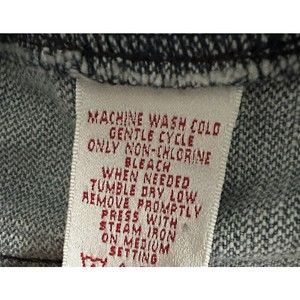 MACHINE WASH COLD
GENTLE CYCLE
ONLY NON-CHLORINE
BLEACH
WHEN NEEDED
TUMBLE DRY LOW,
REMOVE PROMPTLY
PRESS WITH
STEAM IRON
ON MEDIUM
SETTING